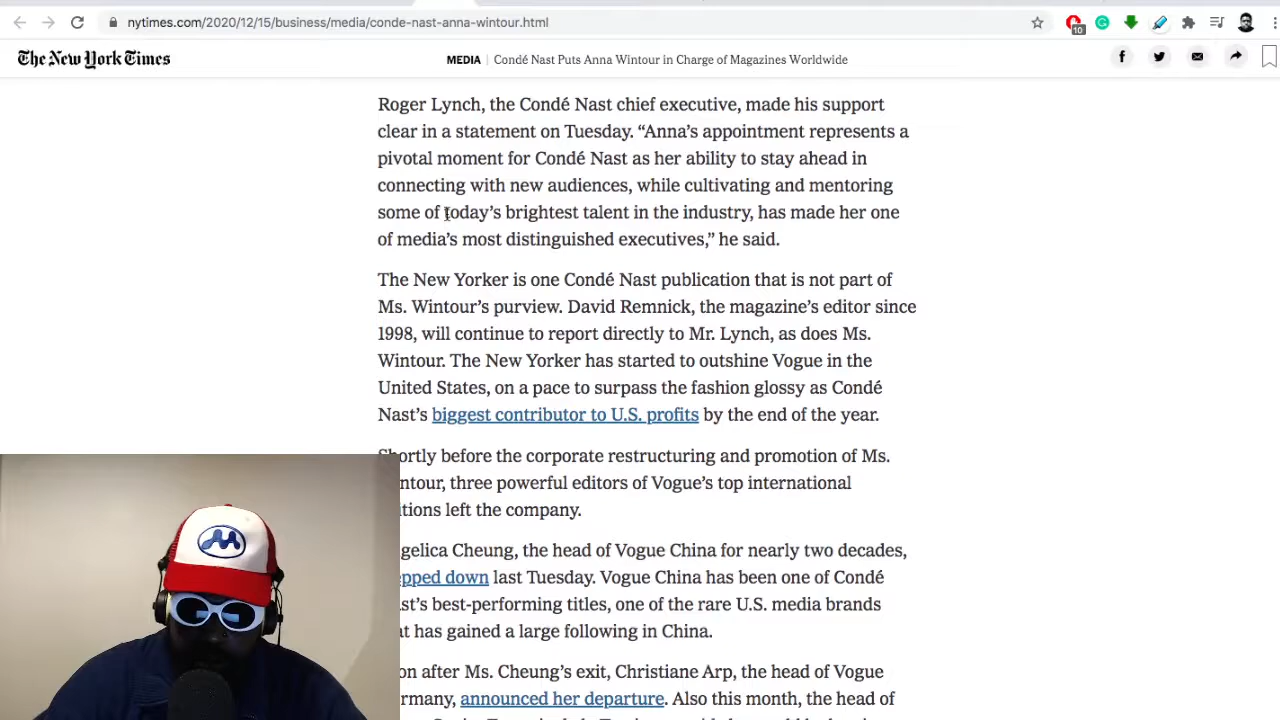 nytimes.com/2020/12/15/business/media/conde-nast-anna-wintour.html
10
The New York Times
MEDIA | Condé Nast Puts Anna Wintour in Charge of Magazines Worldwide
Roger Lynch, the Condé Nast chief executive, made his support
clear in a statement on Tuesday. “Anna’s appointment represents a
pivotal moment for Condé Nast as her ability to stay ahead in
connecting with new audiences, while cultivating and mentoring
some of today’s brightest talent in the industry, has made her one
of media’s most distinguished executives,” he said.
The New Yorker is one Condé Nast publication that is not part of
Ms. Wintour’s purview. David Remnick, the magazine’s editor since
1998, will continue to report directly to Mr. Lynch, as does Ms.
Wintour. The New Yorker has started to outshine Vogue in the
United States, on a pace to surpass the fashion glossy as Condé
Nast’s biggest contributor to U.S. profits by the end of the year.
Shortly before the corporate restructuring and promotion of Ms.
ntour, three powerful editors of Vogue’s top international
itions left the company.
gelica Cheung, the head of Vogue China for nearly two decades,
epped down last Tuesday. Vogue China has been one of Condé
st’s best-performing titles, one of the rare U.S. media brands
at has gained a large following in China.
on after Ms. Cheung’s exit, Christiane Arp, the head of Vogue
rmany, announced her departure. Also this month, the head of